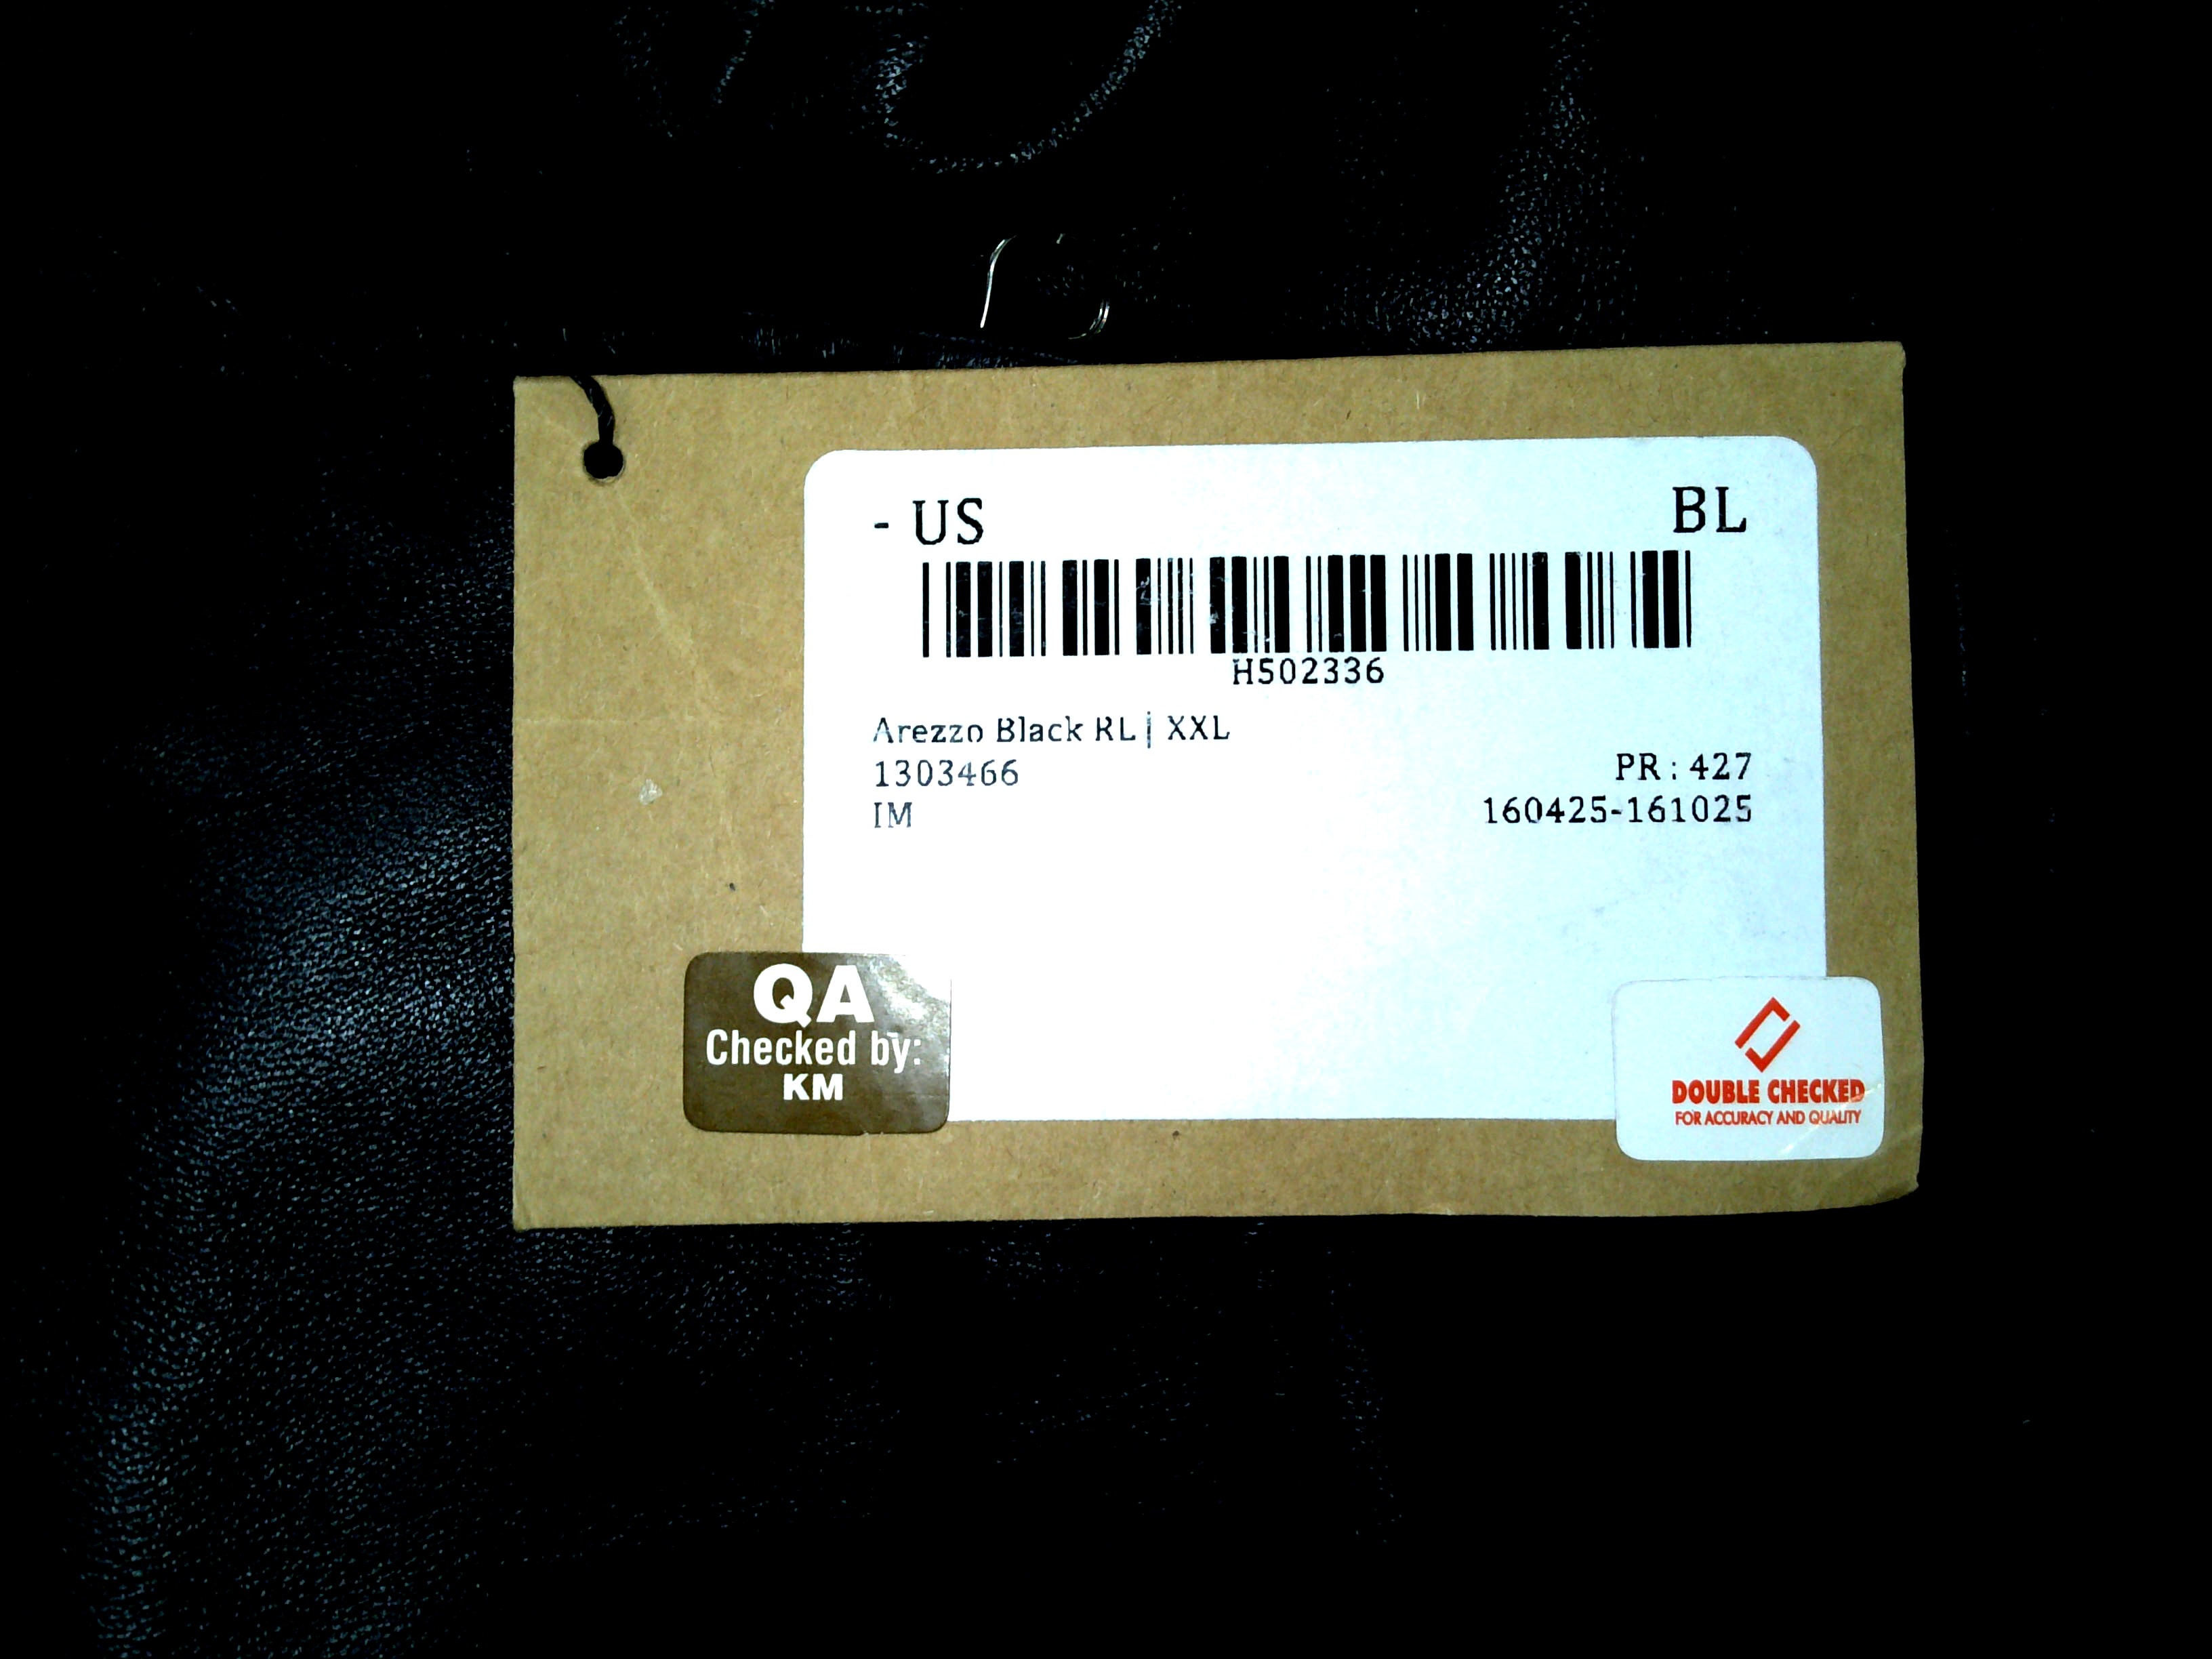 - US BL
H502336
Arezzo Black RL | XXL
1303466
PR : 427
IM
160425-161025
QA
Checked by:
KM
DOUBLE CHECKED
FOR ACCURACY AND QUALITY